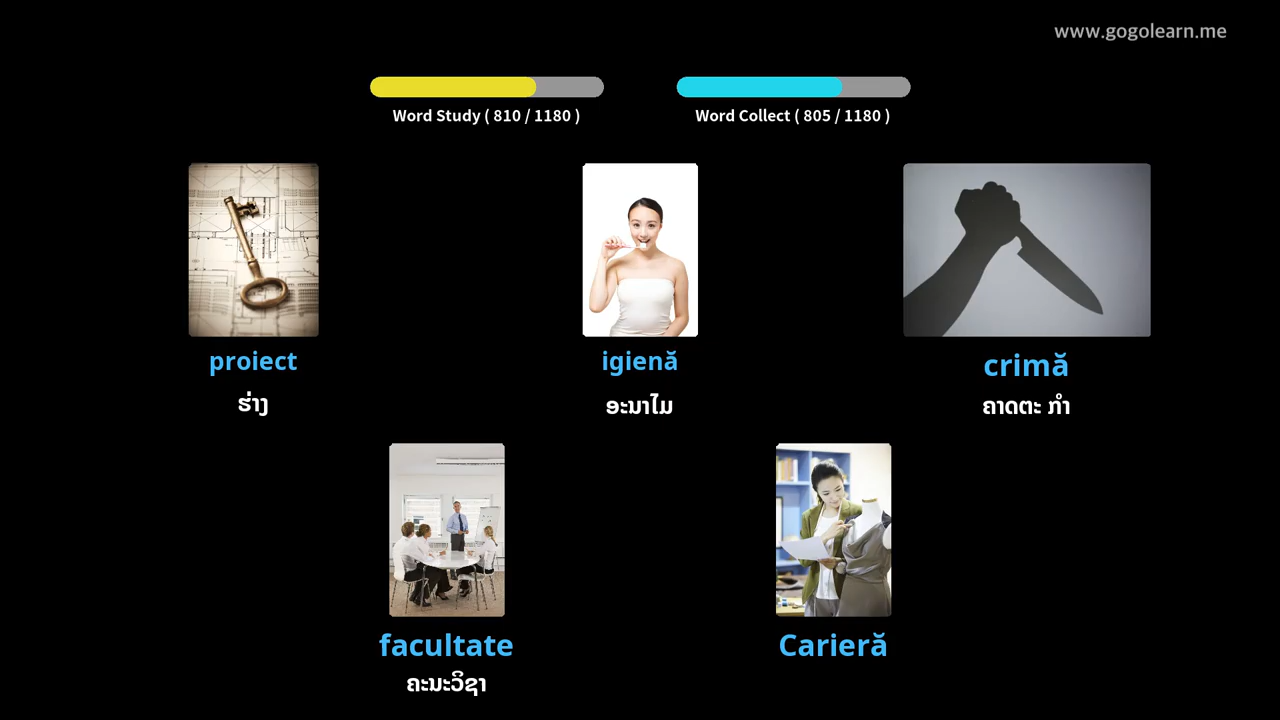 www.gogolearn.me
Word Study ( 810 / 1180 )
Word Collect ( 805 / 1180 )
proiect
ຮ່າງ
igienă
ອະນາໄມ
crimă
ຄາດຕະ ກຳ
facultate
ຄະນະວິຊາ
Carieră